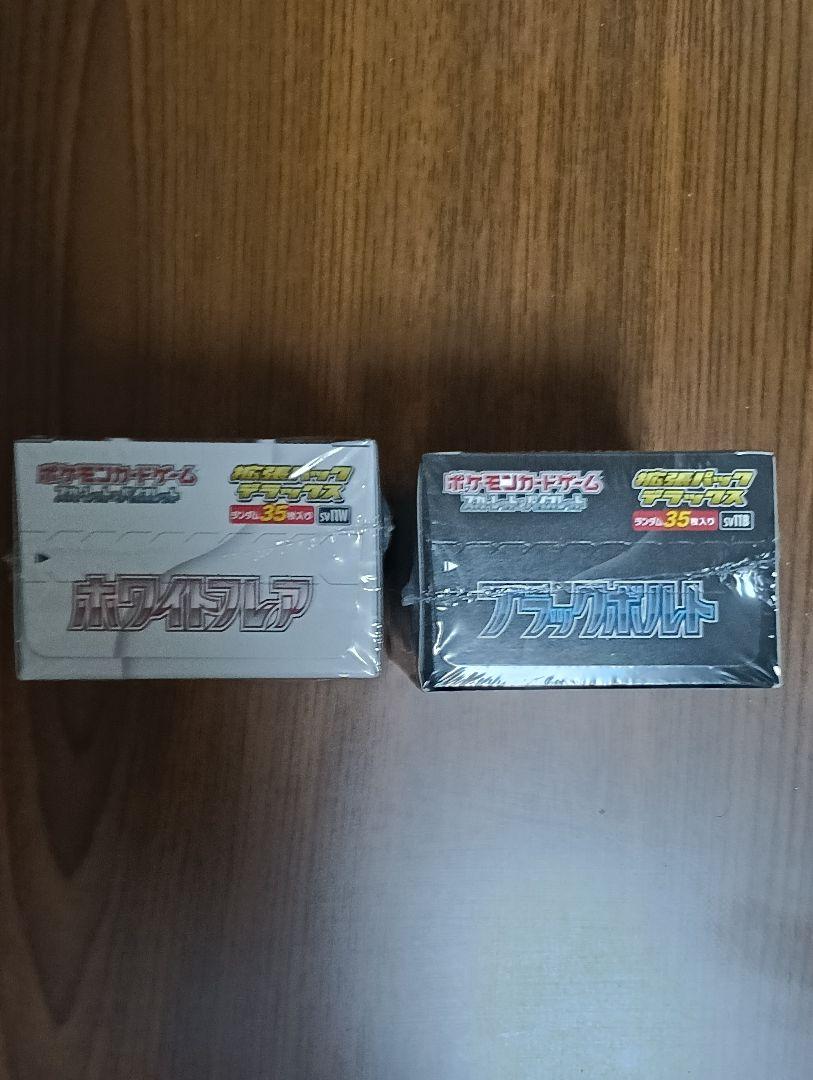 ポケモンカードゲーム
スカーレット&バイオレット
拡張パック
デラックス
ランダム35枚入り SV11W
ホワイトフレア
ポケモンカードゲーム
スカーレット&バイオレット
拡張パック
デラックス
ランダム35枚入り SV11B
ブラックボルト